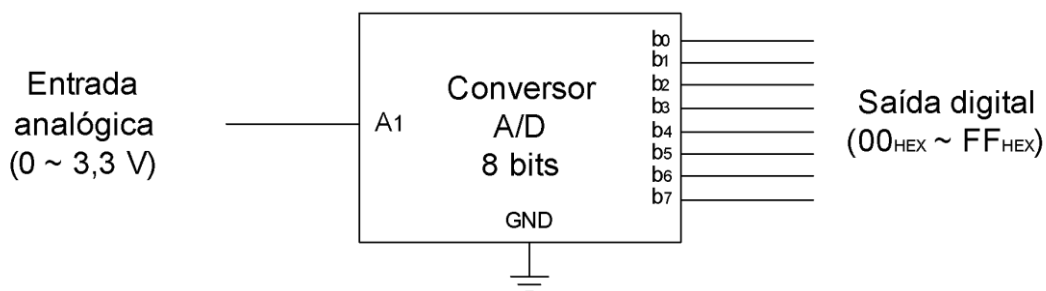 Entrada
analógica
(0 ~ 3,3 V)
A1
Conversor
A/D
8 bits
GND
b0
b1
b2
b3
b4
b5
b6
b7
Saída digital
(00HEX ~ FFHEX)